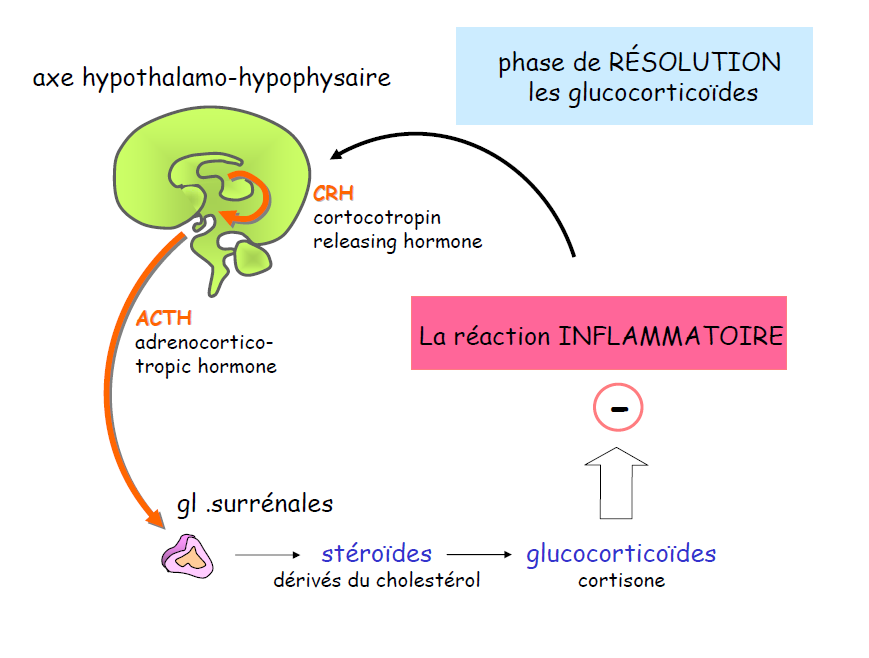 phase de RÉSOLUTION
les glucocorticoïdes
axe hypothalamo-hypophysaire
CRH
cortocotropin
releasing hormone
ACTH
adrenocortico-
tropic hormone
La réaction INFLAMMATOIRE
-
gl .surrénales
stéroïdes
dérivés du cholestérol
glucocorticoïdes
cortisone